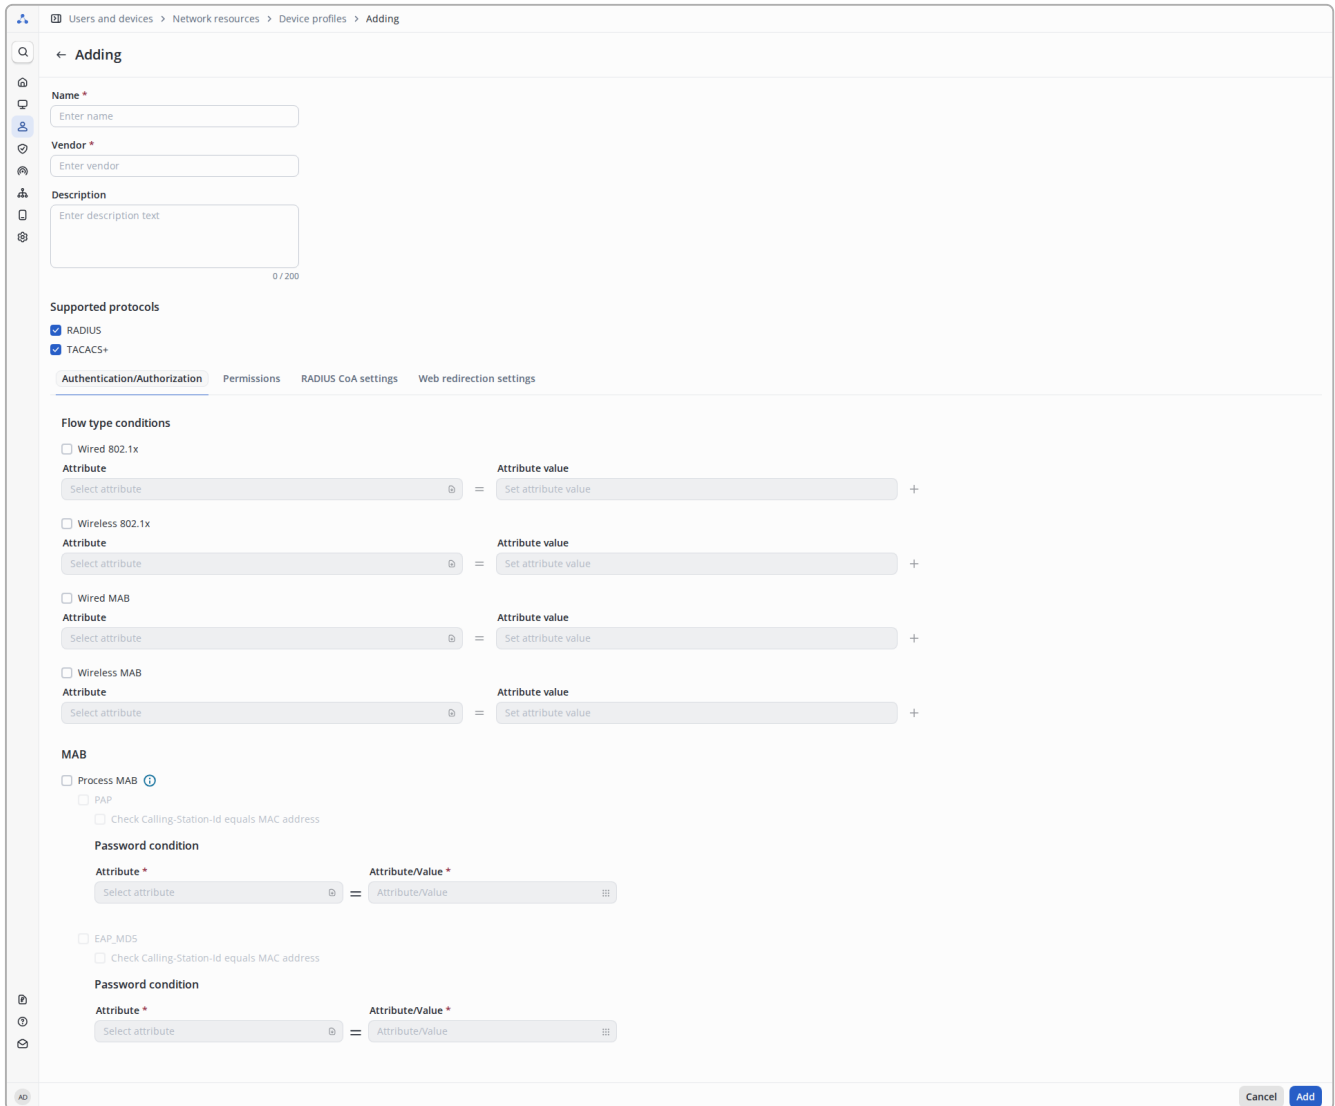 Users and devices > Network resources > Device profiles > Adding
Adding
Name *
Enter name
Vendor *
Enter vendor
Description
Enter description text
0 / 200
Supported protocols
RADIUS
TACACS+
Authentication/Authorization Permissions RADIUS CoA settings Web redirection settings
Flow type conditions
Wired 802.1x
Attribute Attribute value
Select attribute = Set attribute value +
Wireless 802.1x
Attribute Attribute value
Select attribute = Set attribute value +
Wired MAB
Attribute Attribute value
Select attribute = Set attribute value +
Wireless MAB
Attribute Attribute value
Select attribute = Set attribute value +
MAB
Process MAB
PAP
Check Calling-Station-Id equals MAC address
Password condition
Attribute * Attribute/Value *
Select attribute = Attribute/Value
EAP_MD5
Check Calling-Station-Id equals MAC address
Password condition
Attribute * Attribute/Value *
Select attribute = Attribute/Value
AD Cancel Add